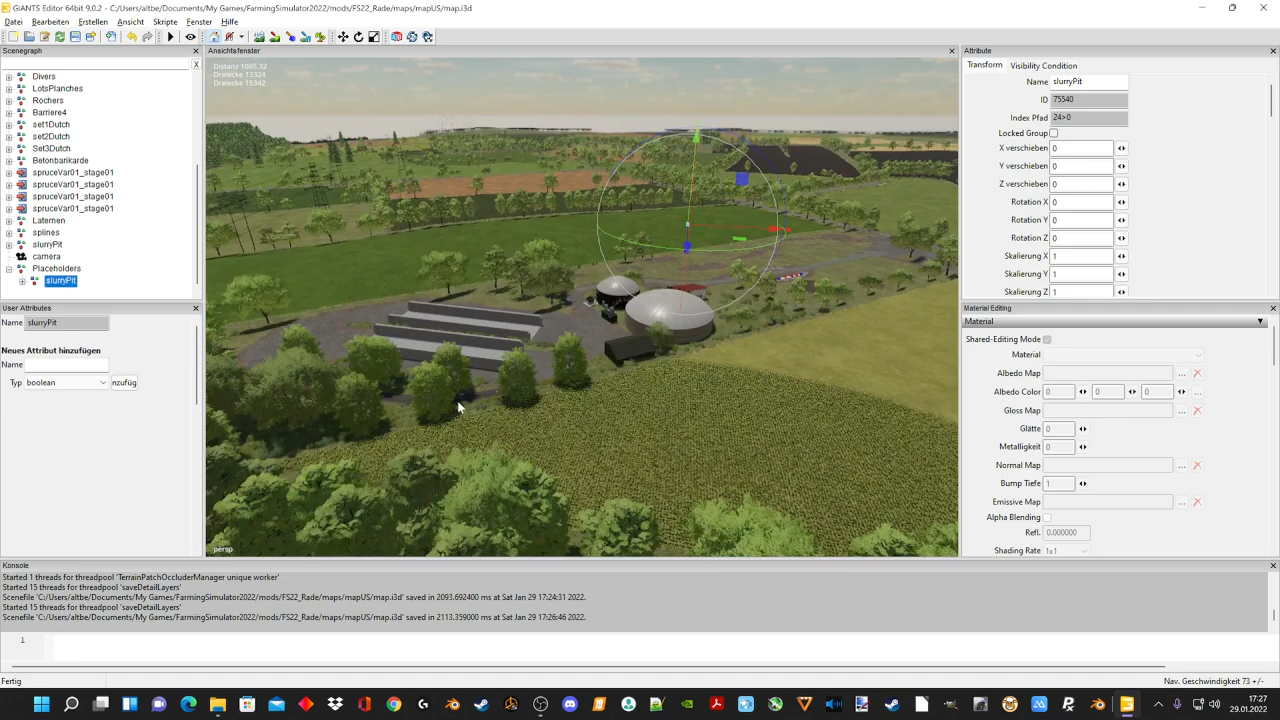 GIANTS Editor 64bit 9.0.2 - C:/Users/altbe/Documents/My Games/FarmingSimulator2022/mods/FS22_Rade/maps/mapUS/map.i3d
Datei Bearbeiten Erstellen Ansicht Skripte Fenster Hilfe
Scenegraph
X
Divers
LotsPlanches
Rochers
Barriere4
set1Dutch
set2Dutch
Set3Dutch
Betonbarikarde
spruceVar01_stage01
spruceVar01_stage01
spruceVar01_stage01
spruceVar01_stage01
Laternen
splines
slurryPit
camera
Placeholders
slurryPit
User Attributes
Name slurryPit
Neues Attribut hinzufügen
Name
Typ boolean nzufüg
Ansichtsfenster
Distanz 1085.32
Dreiecke 13324
Dreiecke 15342
persp
Attribute
Transform Visibility Condition
Name slurryPit
ID 75540
Index Pfad 24>0
Locked Group
X verschieben 0
Y verschieben 0
Z verschieben 0
Rotation X 0
Rotation Y 0
Rotation Z 0
Skalierung X 1
Skalierung Y 1
Skalierung Z 1
Material Editing
Material
Shared-Editing Mode
Material
Albedo Map ...
Albedo Color 0 0 0 ...
Gloss Map ...
Glätte 0
Metalligkeit 0
Normal Map ...
Bump Tiefe 1
Emissive Map ...
Alpha Blending
Refl. 0.000000
Shading Rate 1x1
Konsole
Started 1 threads for threadpool 'TerrainPatchOccluderManager unique worker'
Started 15 threads for threadpool 'saveDetailLayers'
Scenefile 'C:/Users/altbe/Documents/My Games/FarmingSimulator2022/mods/FS22_Rade/maps/mapUS/map.i3d' saved in 2093.692400 ms at Sat Jan 29 17:24:31 2022.
Started 15 threads for threadpool 'saveDetailLayers'
Scenefile 'C:/Users/altbe/Documents/My Games/FarmingSimulator2022/mods/FS22_Rade/maps/mapUS/map.i3d' saved in 2113.359000 ms at Sat Jan 29 17:26:46 2022.
1
Fertig
Nav. Geschwindigkeit 73 +/-
17:27
29.01.2022